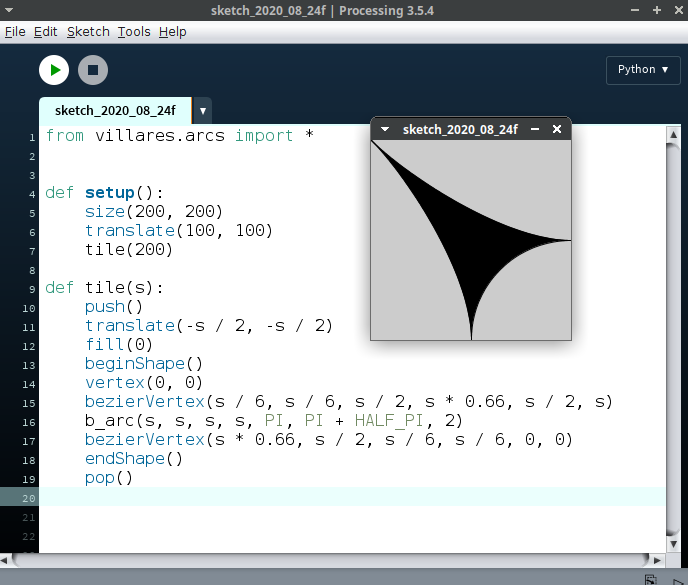 sketch_2020_08_24f | Processing 3.5.4
File Edit Sketch Tools Help
Python ▼
sketch_2020_08_24f ▼
sketch_2020_08_24f
1 from villares.arcs import *
2
3
4 def setup():
5     size(200, 200)
6     translate(100, 100)
7     tile(200)
8
9 def tile(s):
10     push()
11     translate(-s / 2, -s / 2)
12     fill(0)
13     beginShape()
14     vertex(0, 0)
15     bezierVertex(s / 6, s / 6, s / 2, s * 0.66, s / 2, s)
16     b_arc(s, s, s, s, PI, PI + HALF_PI, 2)
17     bezierVertex(s * 0.66, s / 2, s / 6, s / 6, 0, 0)
18     endShape()
19     pop()
20
21
22